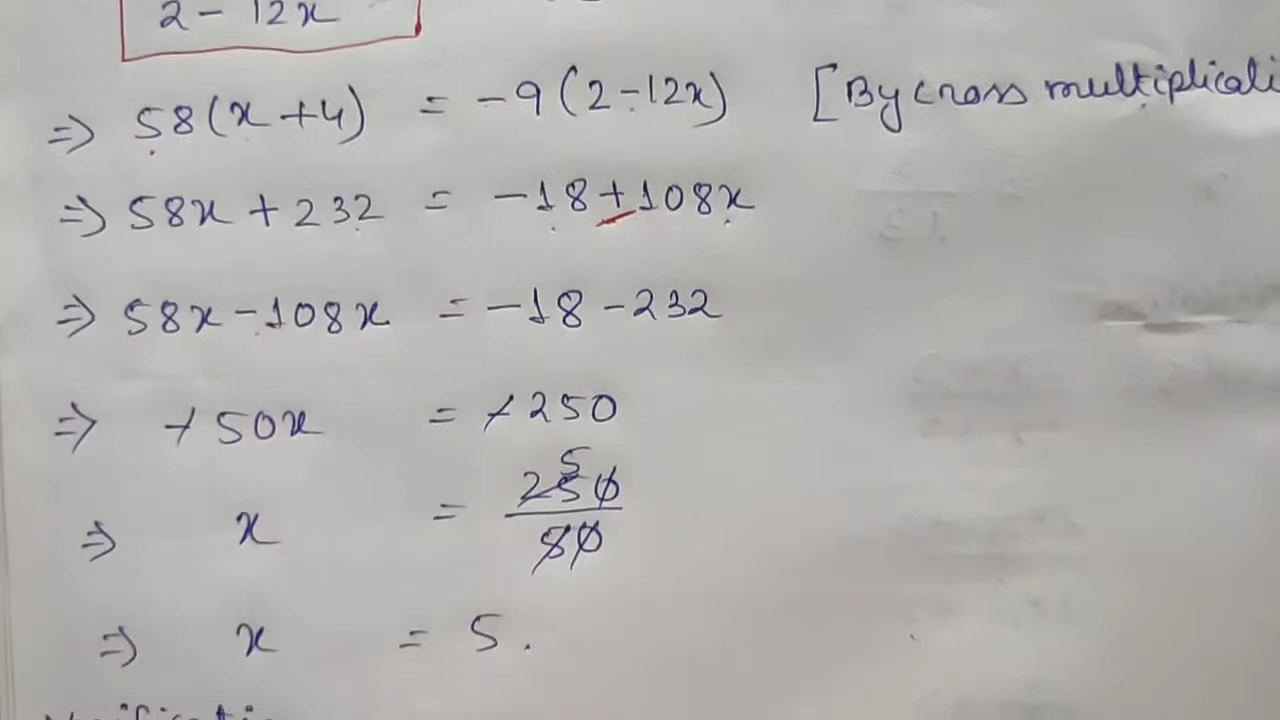 2 - 12x
⇒ 58(x+4) = -9(2-12x) [By cross multiplicati
⇒ 58x + 232 = -18+108x
⇒ 58x - 108x = -18 - 232
⇒ -50x = -250
⇒ x = 250/50 5
⇒ x = 5.